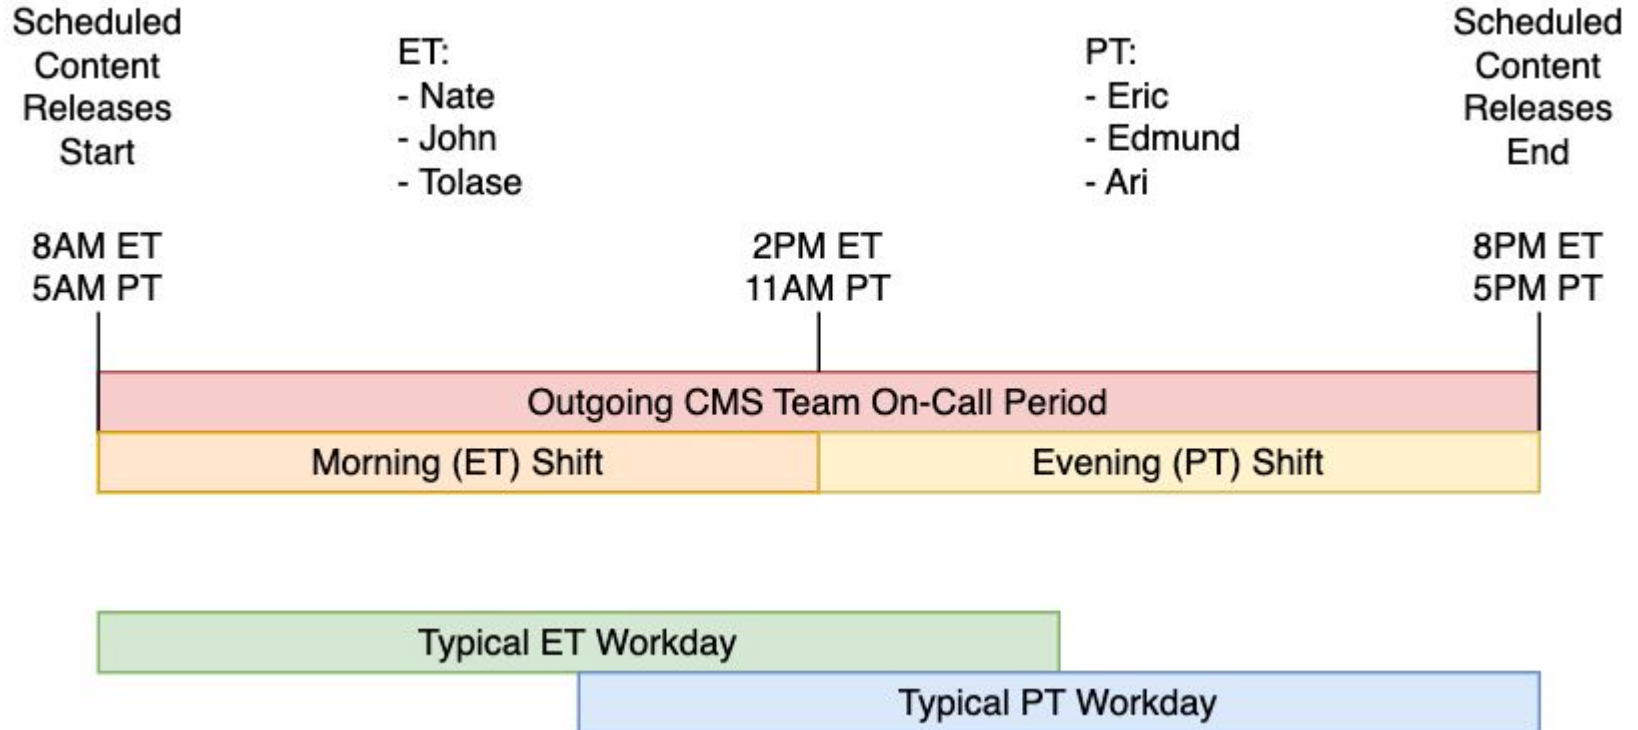 Scheduled
Content
Releases
Start
ET:
- Nate
- John
- Tolase
PT:
- Eric
- Edmund
- Ari
Scheduled
Content
Releases
End
8AM ET
5AM PT
2PM ET
11AM PT
8PM ET
5PM PT
Outgoing CMS Team On-Call Period
Morning (ET) Shift
Evening (PT) Shift
Typical ET Workday
Typical PT Workday